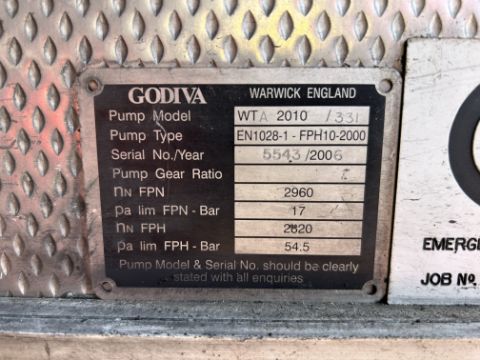 GODIVA WARWICK ENGLAND
Pump Model WTA 2010 /331
Pump Type EN1028-1 - FPH10-2000
Serial No./Year 5543/2006
Pump Gear Ratio
nN FPN 2960
pa lim FPN - Bar 17
nN FPH 2820
pa lim FPH - Bar 54.5
Pump Model & Serial No. should be clearly
stated with all enquiries
EMERGE
JOB No.